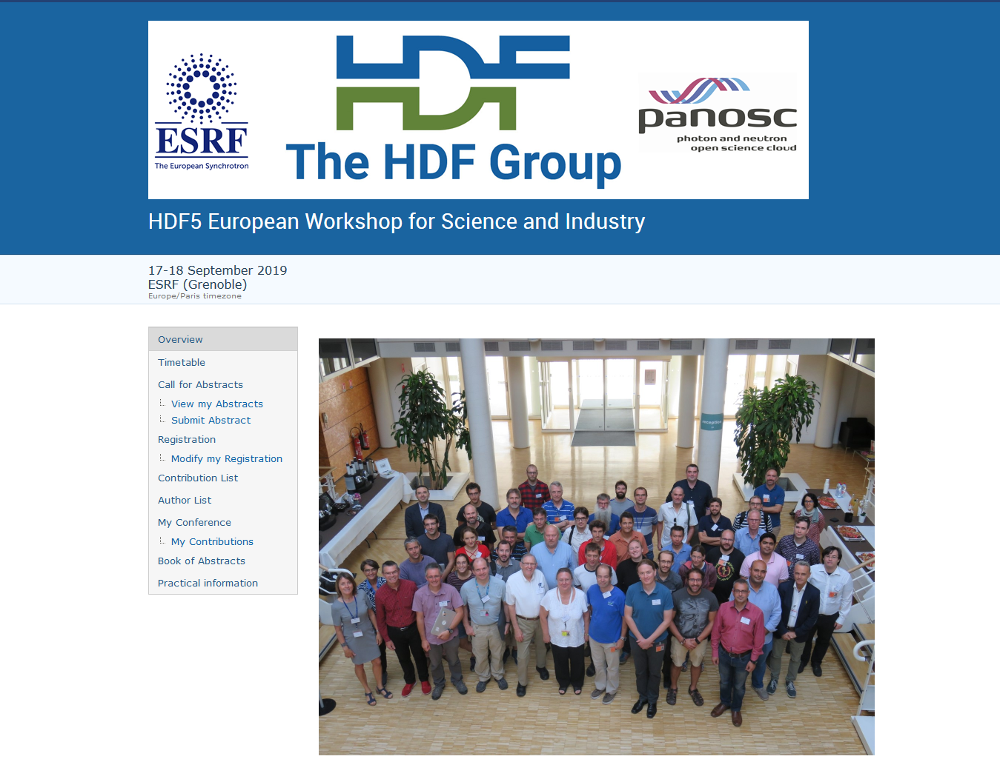 ESRF
The European Synchrotron
HDF
The HDF Group
panosc
photon and neutron
open science cloud
HDF5 European Workshop for Science and Industry
17-18 September 2019
ESRF (Grenoble)
Europe/Paris timezone
Overview
Timetable
Call for Abstracts
View my Abstracts
Submit Abstract
Registration
Modify my Registration
Contribution List
Author List
My Conference
My Contributions
Book of Abstracts
Practical information
reception